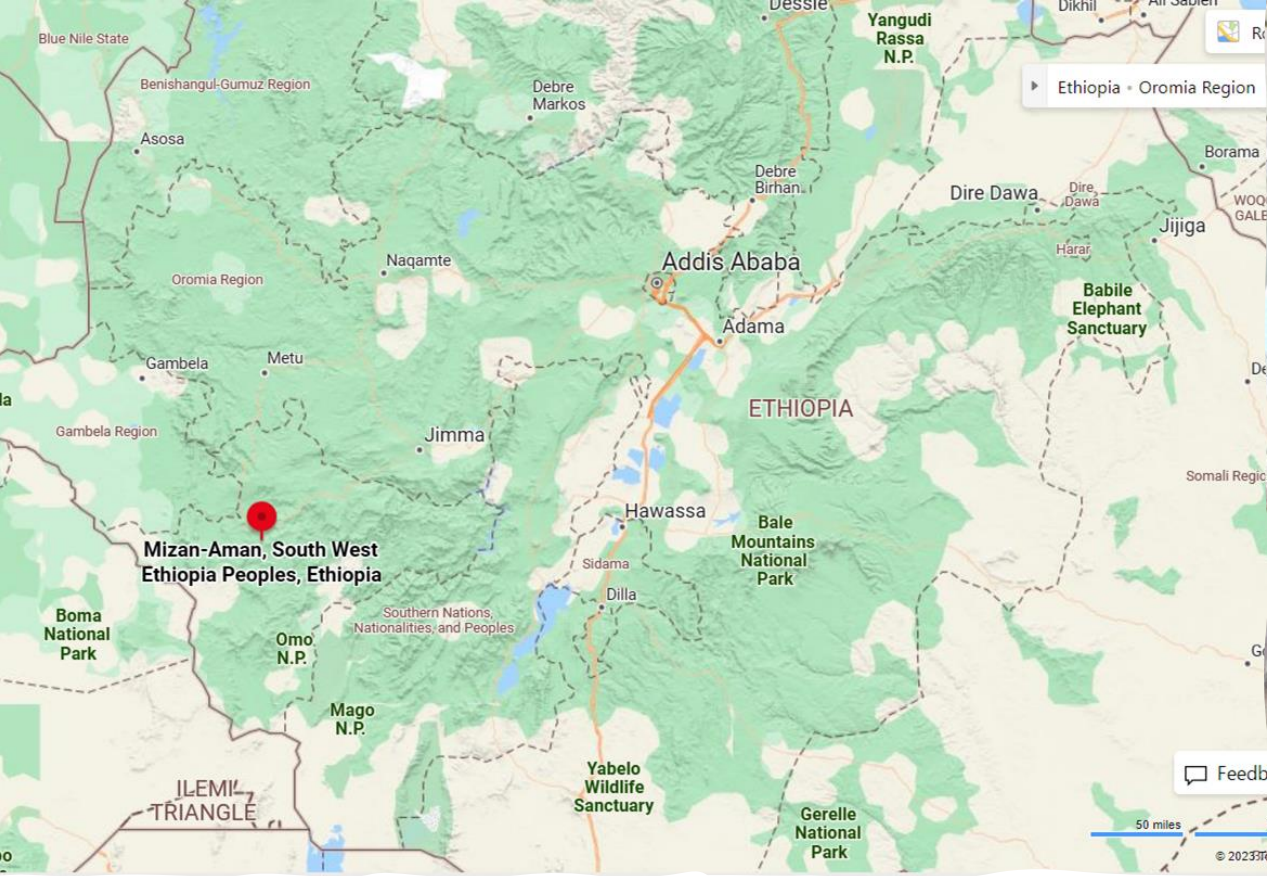 Dessie
Dikhil
Ali Sabieh
Yangudi
Rassa
N.P.
Blue Nile State
Benishangul-Gumuz Region
Debre
Markos
Ethiopia • Oromia Region
Asosa
Borama
Debre
Birhan
Dire Dawa
Dire
Dawa
Jijiga
Harar
Addis Ababa
Naqamte
Oromia Region
Babile
Elephant
Sanctuary
Adama
Gambela
Metu
ETHIOPIA
Gambela Region
Jimma
Somali Regio
Hawassa
Bale
Mountains
National
Park
Mizan-Aman, South West
Ethiopia Peoples, Ethiopia
Sidama
Dilla
Southern Nations,
Nationalities, and Peoples
Boma
National
Park
Omo
N.P.
Mago
N.P.
Yabelo
Wildlife
Sanctuary
ILEMI
TRIANGLE
Feedb
Gerelle
National
Park
50 miles
© 2023